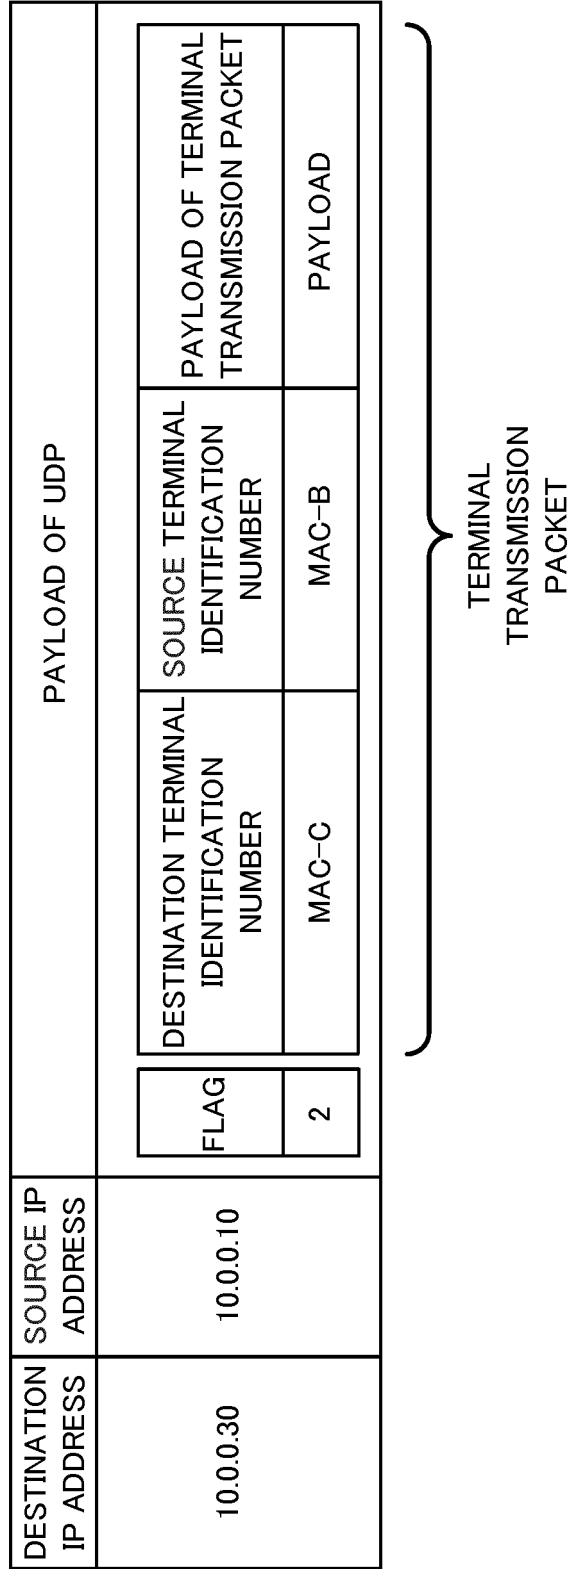 DESTINATION
IP ADDRESS
SOURCE IP
ADDRESS
PAYLOAD OF UDP
10.0.0.30
10.0.0.10
FLAG
2
DESTINATION TERMINAL
IDENTIFICATION
NUMBER
SOURCE TERMINAL
IDENTIFICATION
NUMBER
PAYLOAD OF TERMINAL
TRANSMISSION PACKET
MAC-C
MAC-B
PAYLOAD
TERMINAL
TRANSMISSION
PACKET